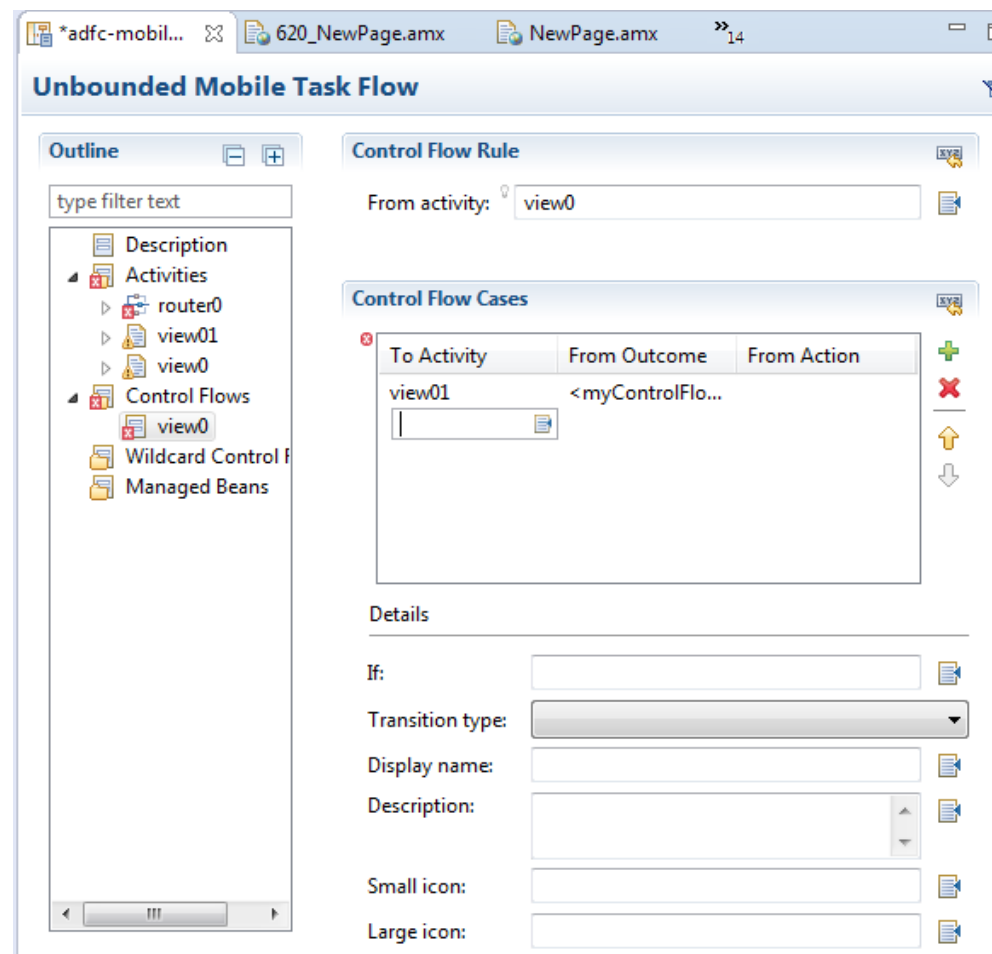 *adfc-mobil... 620_NewPage.amx NewPage.amx »14
Unbounded Mobile Task Flow
Outline
type filter text
Description
Activities
router0
view01
view0
Control Flows
view0
Wildcard Control F
Managed Beans
Control Flow Rule
From activity: view0
Control Flow Cases
To Activity From Outcome From Action
view01 <myControlFlo...
Details
If:
Transition type:
Display name:
Description:
Small icon:
Large icon: